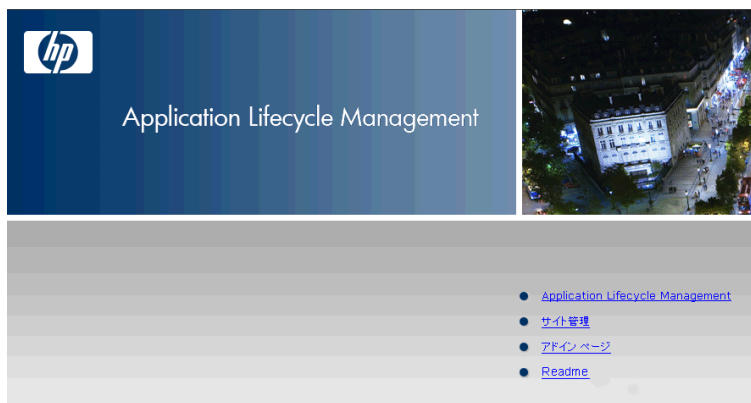 hp
Application Lifecycle Management
Application Lifecycle Management
サイト管理
アドイン ページ
Readme